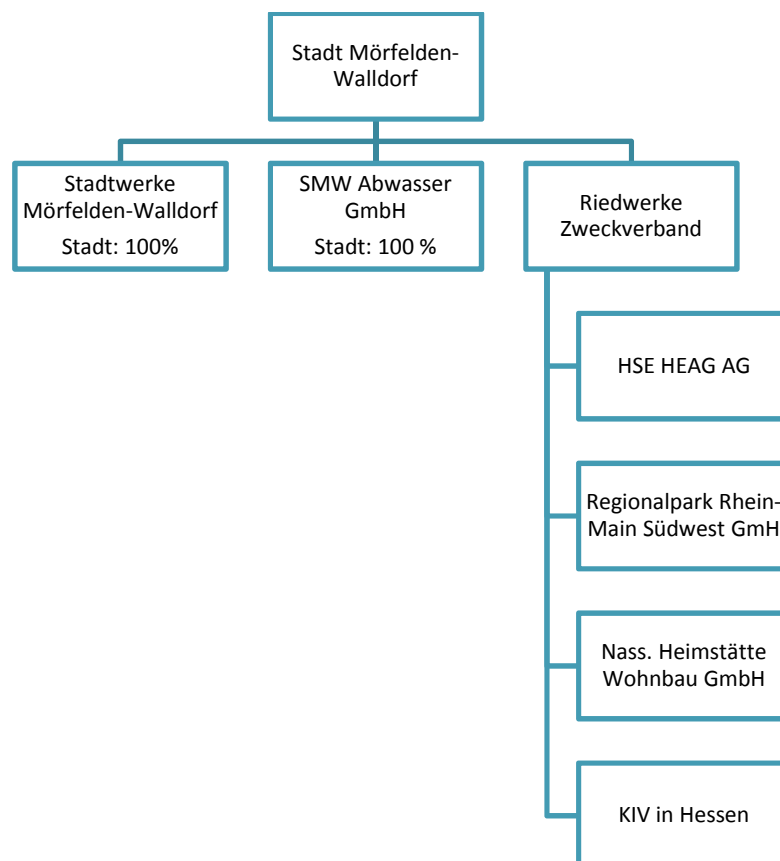 Stadt Mörfelden-
Walldorf
Stadtwerke
Mörfelden-Walldorf
Stadt: 100%
SMW Abwasser
GmbH
Stadt: 100 %
Riedwerke
Zweckverband
HSE HEAG AG
Regionalpark Rhein-
Main Südwest GmH
Nass. Heimstätte
Wohnbau GmbH
KIV in Hessen